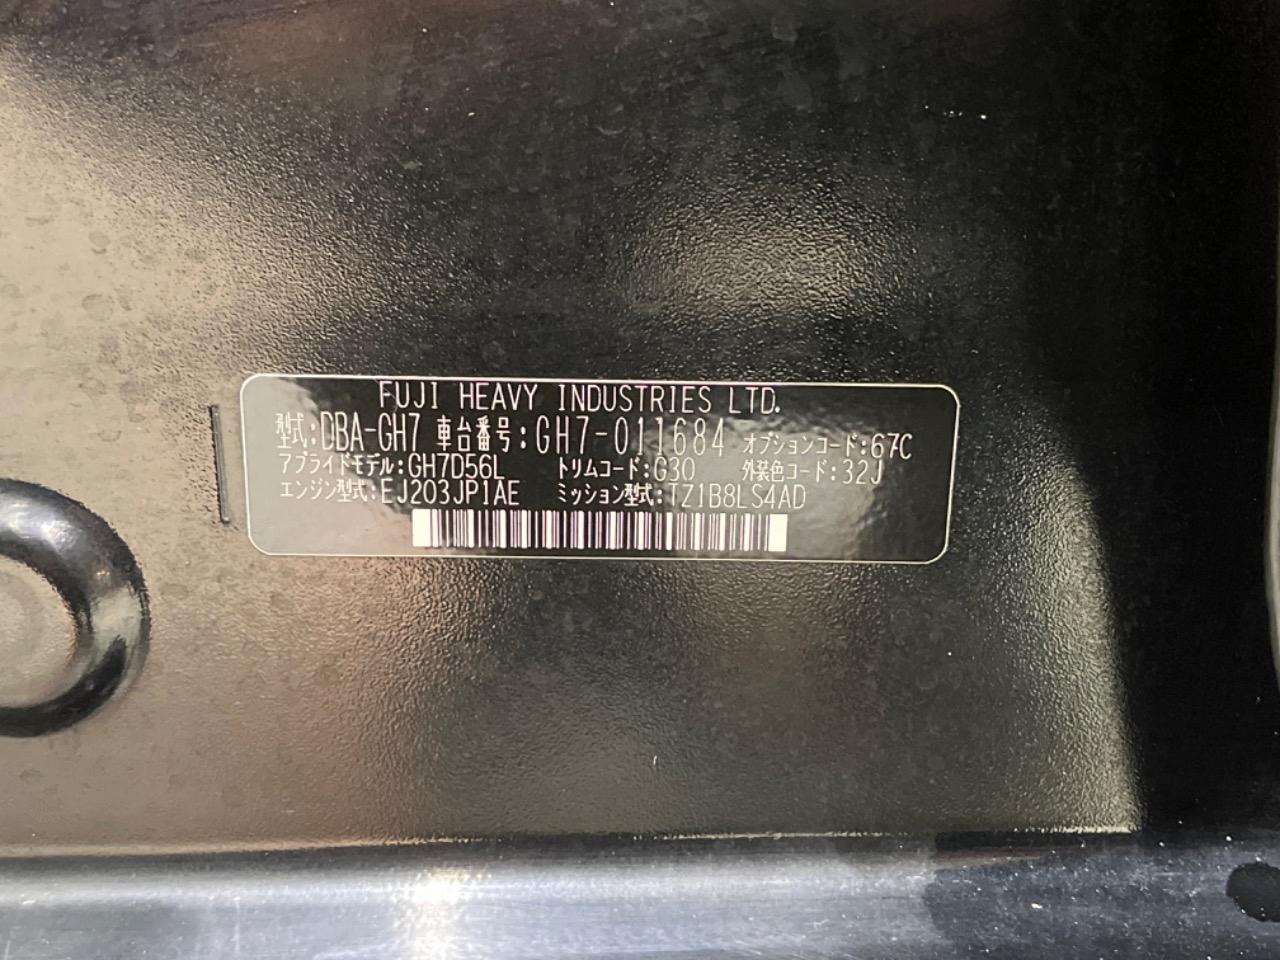 FUJI HEAVY INDUSTRIES LTD.
型式:DBA-GH7 車台番号:GH7-011684 オプションコード:67C
アプライドモデル:GH7D56L トリムコード:G30 外装色コード:32J
エンジン型式:EJ203JP1AE ミッション型式:TZ1B8LS4AD